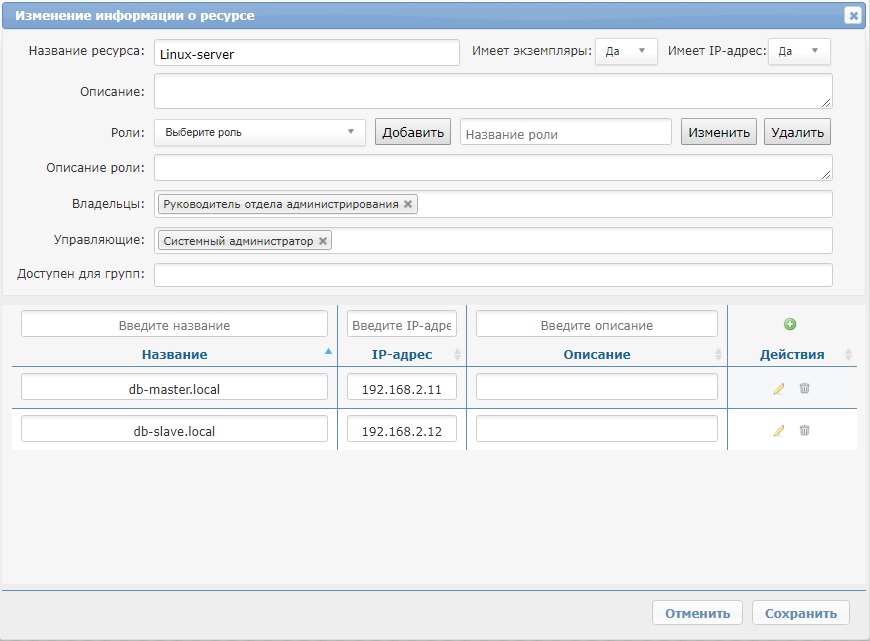 Изменение информации о ресурсе
Название ресурса: Linux-server Имеет экземпляры: Да Имеет IP-адрес: Да
Описание:
Роли: Выберите роль Добавить Название роли Изменить Удалить
Описание роли:
Владельцы: Руководитель отдела администрирования
Управляющие: Системный администратор
Доступен для групп:
Введите название Введите IP-адре Введите описание
Название IP-адрес Описание Действия
db-master.local 192.168.2.11
db-slave.local 192.168.2.12
Отменить Сохранить